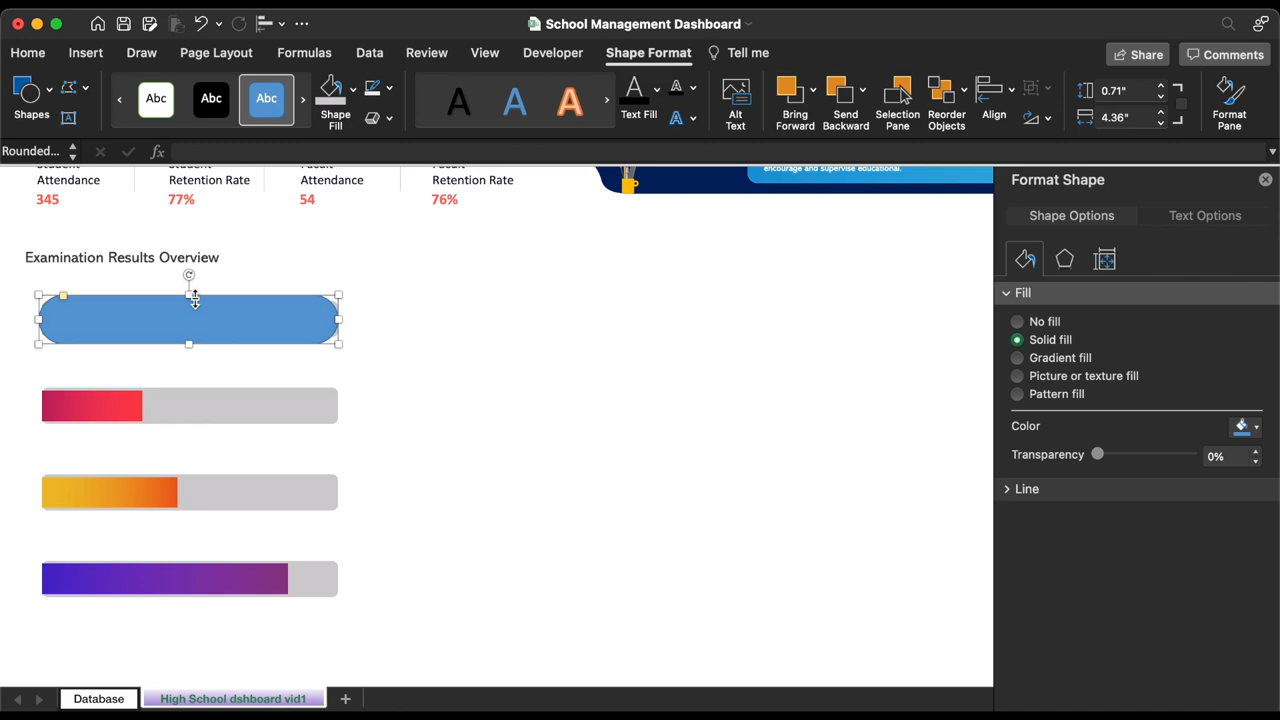 School Management Dashboard
Home Insert Draw Page Layout Formulas Data Review View Developer Shape Format Tell me Share Comments
Abc Abc Abc A A A A A A
Shapes Shape Fill Text Fill Alt Text Bring Forward Send Backward Selection Pane Reorder Objects Align 0.71" 4.36" Format Pane
Rounded... fx
encourage and supervise educational.
Attendance Retention Rate Attendance Retention Rate
345 77% 54 76%
Examination Results Overview
Format Shape
Shape Options Text Options
Fill
No fill
Solid fill
Gradient fill
Picture or texture fill
Pattern fill
Color
Transparency 0%
Line
Database High School dshboard vid1